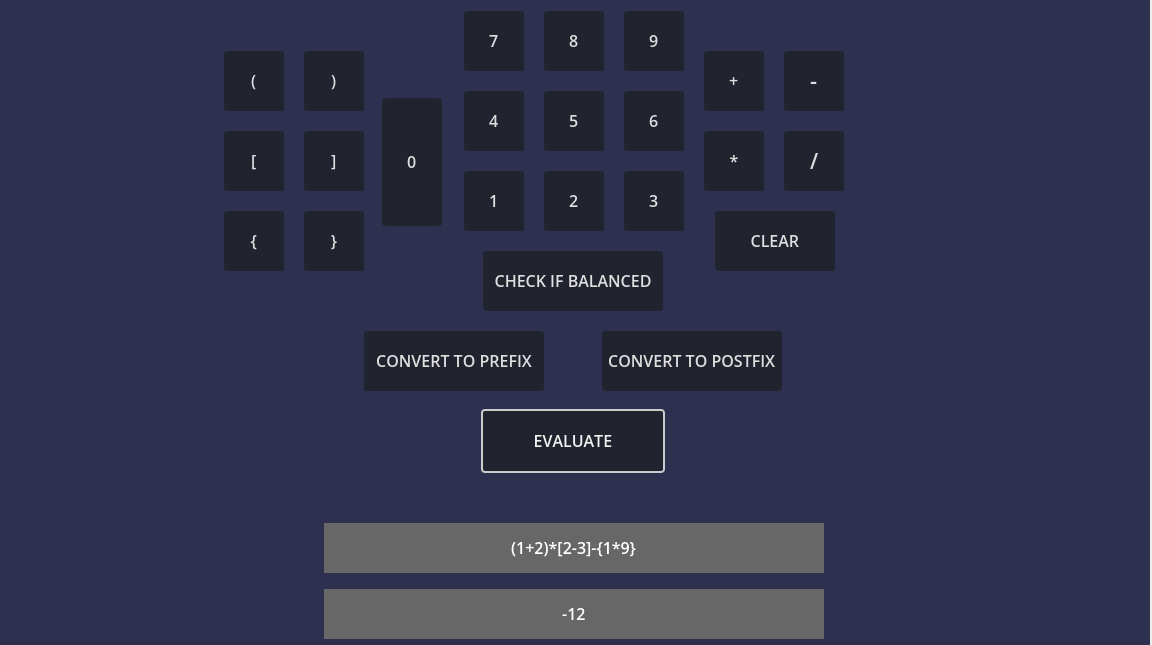 7 8 9
( ) + -
4 5 6
[ ] 0 * /
1 2 3
{ } CLEAR
CHECK IF BALANCED
CONVERT TO PREFIX CONVERT TO POSTFIX
EVALUATE
(1+2)*[2-3]-{1*9}
-12